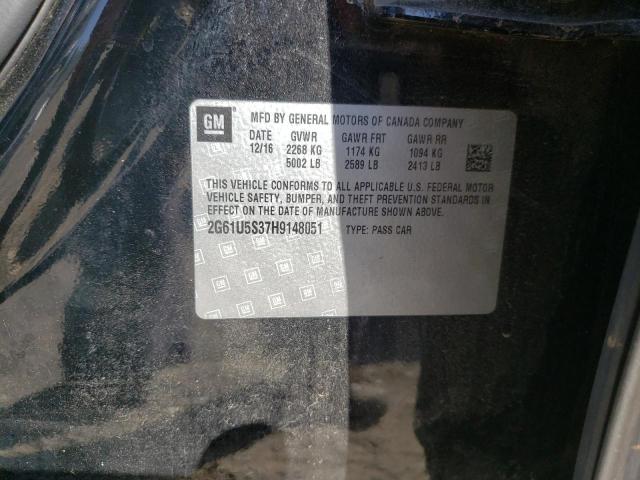 GM
MFD BY GENERAL MOTORS OF CANADA COMPANY
DATE GVWR GAWR FRT GAWR RR
12/16 2268 KG 1174 KG 1094 KG
5002 LB 2589 LB 2413 LB
THIS VEHICLE CONFORMS TO ALL APPLICABLE U.S. FEDERAL MOTOR
VEHICLE SAFETY, BUMPER, AND THEFT PREVENTION STANDARDS IN
EFFECT ON THE DATE OF MANUFACTURE SHOWN ABOVE.
2G61U5S37H9148051 TYPE: PASS CAR